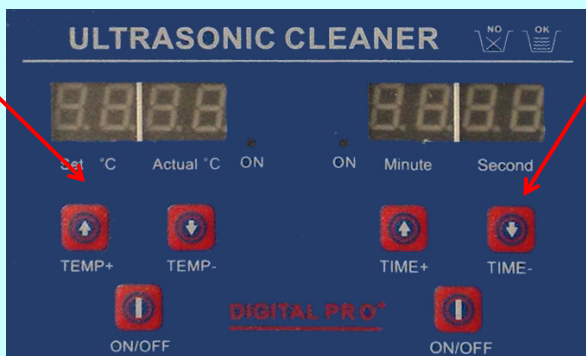 ULTRASONIC CLEANER NO OK
Set °C Actual °C ON ON Minute Second
TEMP+ TEMP- TIME+ TIME-
DIGITAL PRO+
ON/OFF ON/OFF